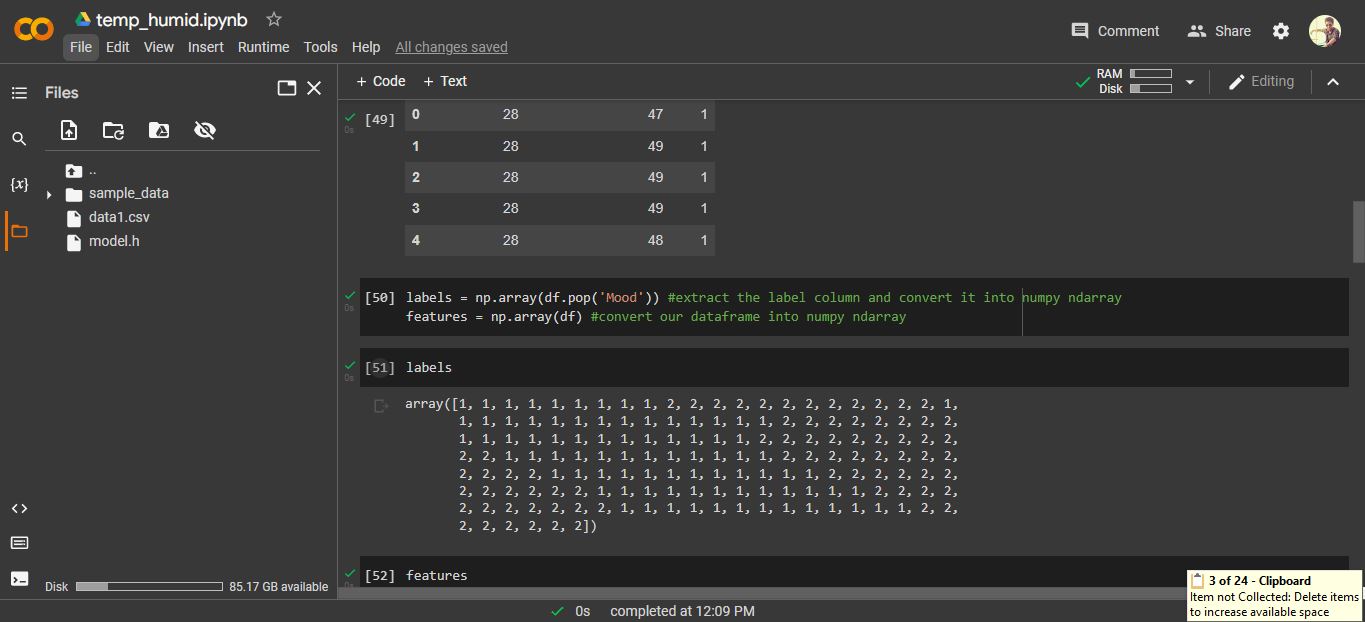 temp_humid.ipynb
File Edit View Insert Runtime Tools Help All changes saved
Comment Share
Files
+ Code + Text
RAM
Disk
Editing
..
sample_data
data1.csv
model.h
{x}
[49]
0 28 47 1
1 28 49 1
2 28 49 1
3 28 49 1
4 28 48 1
0s
[50] labels = np.array(df.pop('Mood')) #extract the label column and convert it into numpy ndarray
0s
features = np.array(df) #convert our dataframe into numpy ndarray
[51] labels
0s
array([1, 1, 1, 1, 1, 1, 1, 1, 1, 2, 2, 2, 2, 2, 2, 2, 2, 2, 2, 2, 2, 1,
1, 1, 1, 1, 1, 1, 1, 1, 1, 1, 1, 1, 1, 1, 2, 2, 2, 2, 2, 2, 2, 2,
1, 1, 1, 1, 1, 1, 1, 1, 1, 1, 1, 1, 1, 2, 2, 2, 2, 2, 2, 2, 2, 2,
2, 2, 1, 1, 1, 1, 1, 1, 1, 1, 1, 1, 1, 1, 2, 2, 2, 2, 2, 2, 2, 2,
2, 2, 2, 2, 1, 1, 1, 1, 1, 1, 1, 1, 1, 1, 1, 1, 2, 2, 2, 2, 2, 2,
2, 2, 2, 2, 2, 2, 1, 1, 1, 1, 1, 1, 1, 1, 1, 1, 1, 1, 2, 2, 2, 2,
2, 2, 2, 2, 2, 2, 2, 1, 1, 1, 1, 1, 1, 1, 1, 1, 1, 1, 1, 1, 2, 2,
2, 2, 2, 2, 2, 2])
[52] features
0s
Disk 85.17 GB available
0s completed at 12:09 PM
3 of 24 - Clipboard
Item not Collected: Delete items
to increase available space